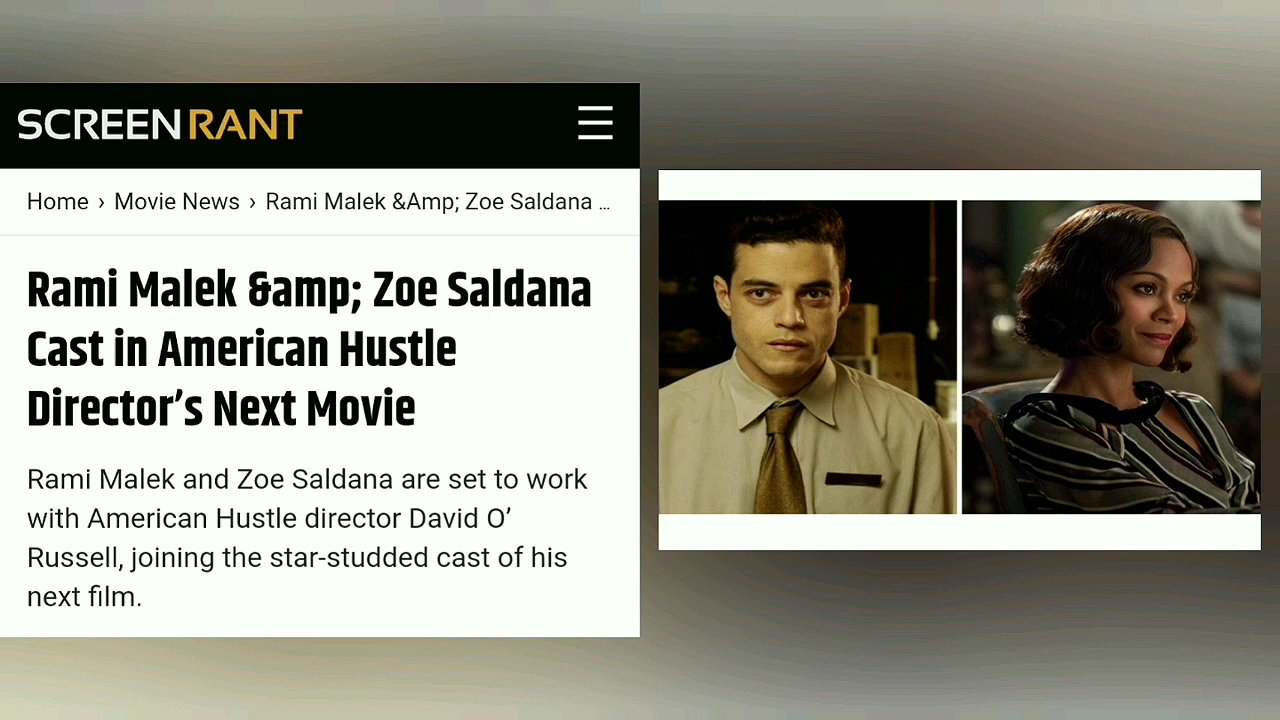 SCREENRANT
Home › Movie News › Rami Malek &Amp; Zoe Saldana ...
Rami Malek &amp; Zoe Saldana
Cast in American Hustle
Director’s Next Movie
Rami Malek and Zoe Saldana are set to work
with American Hustle director David O’
Russell, joining the star-studded cast of his
next film.